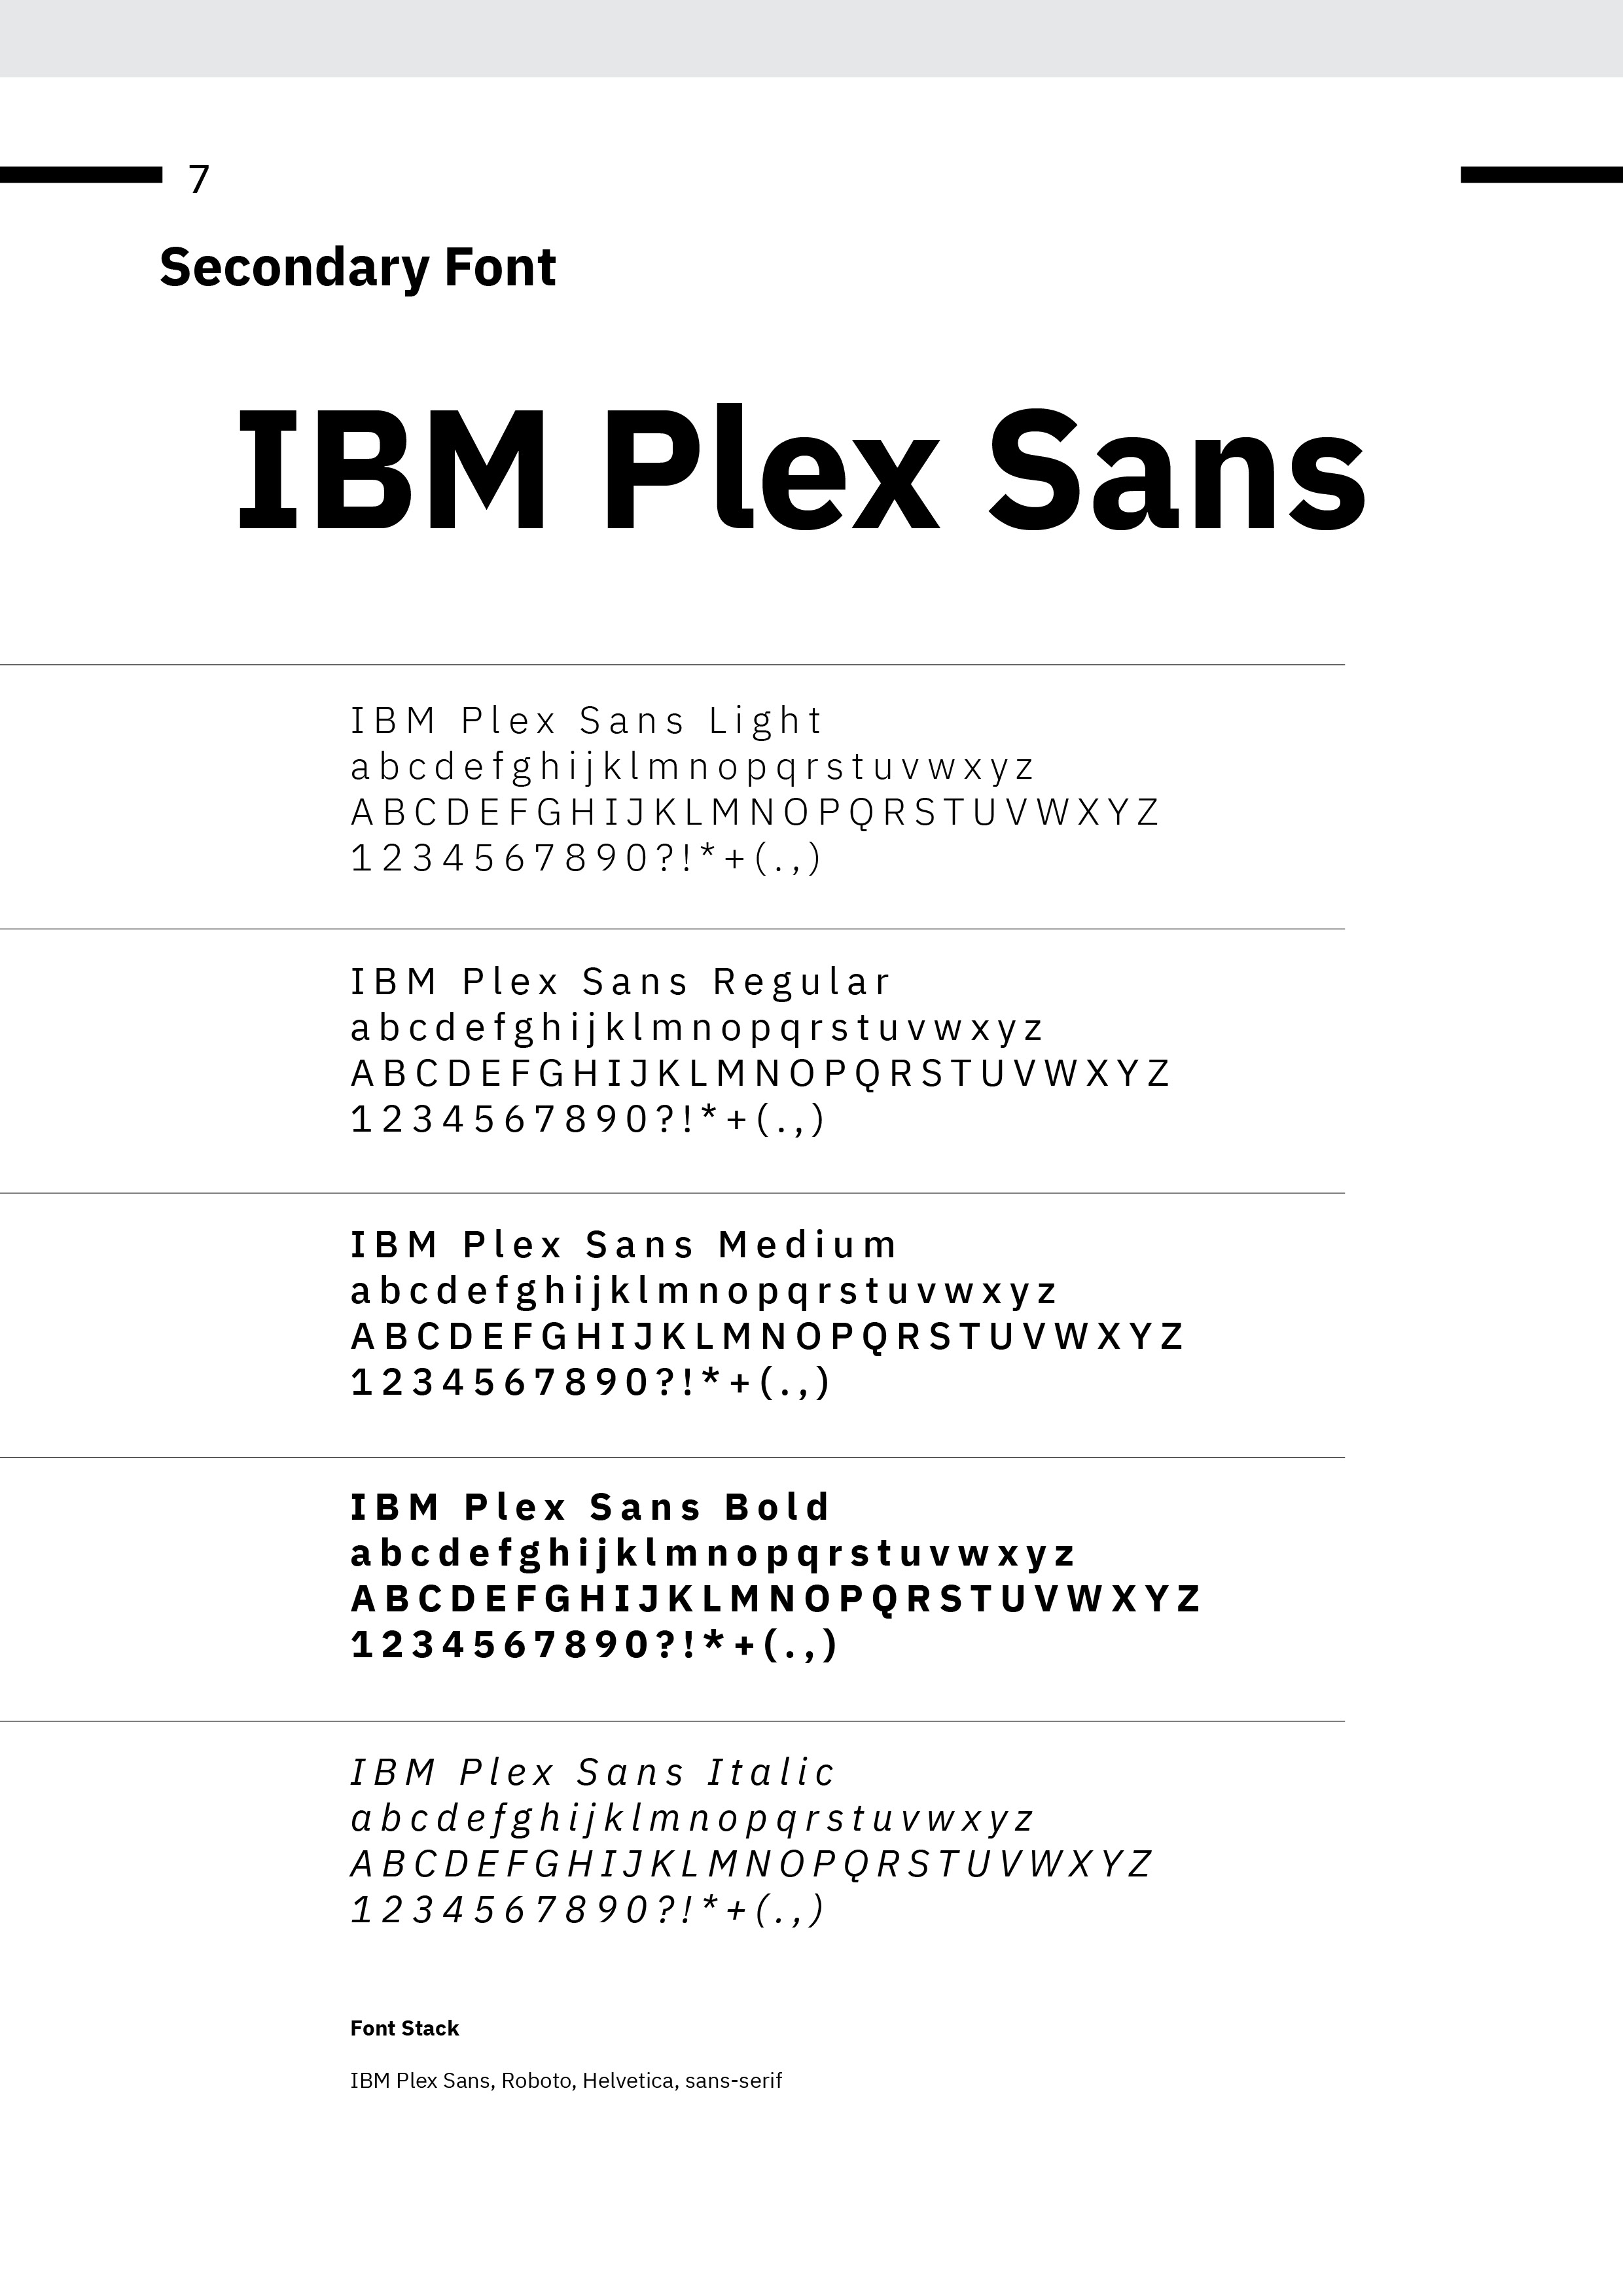 7
Secondary Font
IBM Plex Sans
IBM Plex Sans Light
abcdefghijklmnopqrstuvwxyz
ABCDEFGHIJKLMNOPQRSTUVWXYZ
1234567890?!*+(.,)
IBM Plex Sans Regular
abcdefghijklmnopqrstuvwxyz
ABCDEFGHIJKLMNOPQRSTUVWXYZ
1234567890?!*+(.,)
IBM Plex Sans Medium
abcdefghijklmnopqrstuvwxyz
ABCDEFGHIJKLMNOPQRSTUVWXYZ
1234567890?!*+(.,)
IBM Plex Sans Bold
abcdefghijklmnopqrstuvwxyz
ABCDEFGHIJKLMNOPQRSTUVWXYZ
1234567890?!*+(.,)
IBM Plex Sans Italic
abcdefghijklmnopqrstuvwxyz
ABCDEFGHIJKLMNOPQRSTUVWXYZ
1234567890?!*+(.,)
Font Stack
IBM Plex Sans, Roboto, Helvetica, sans-serif